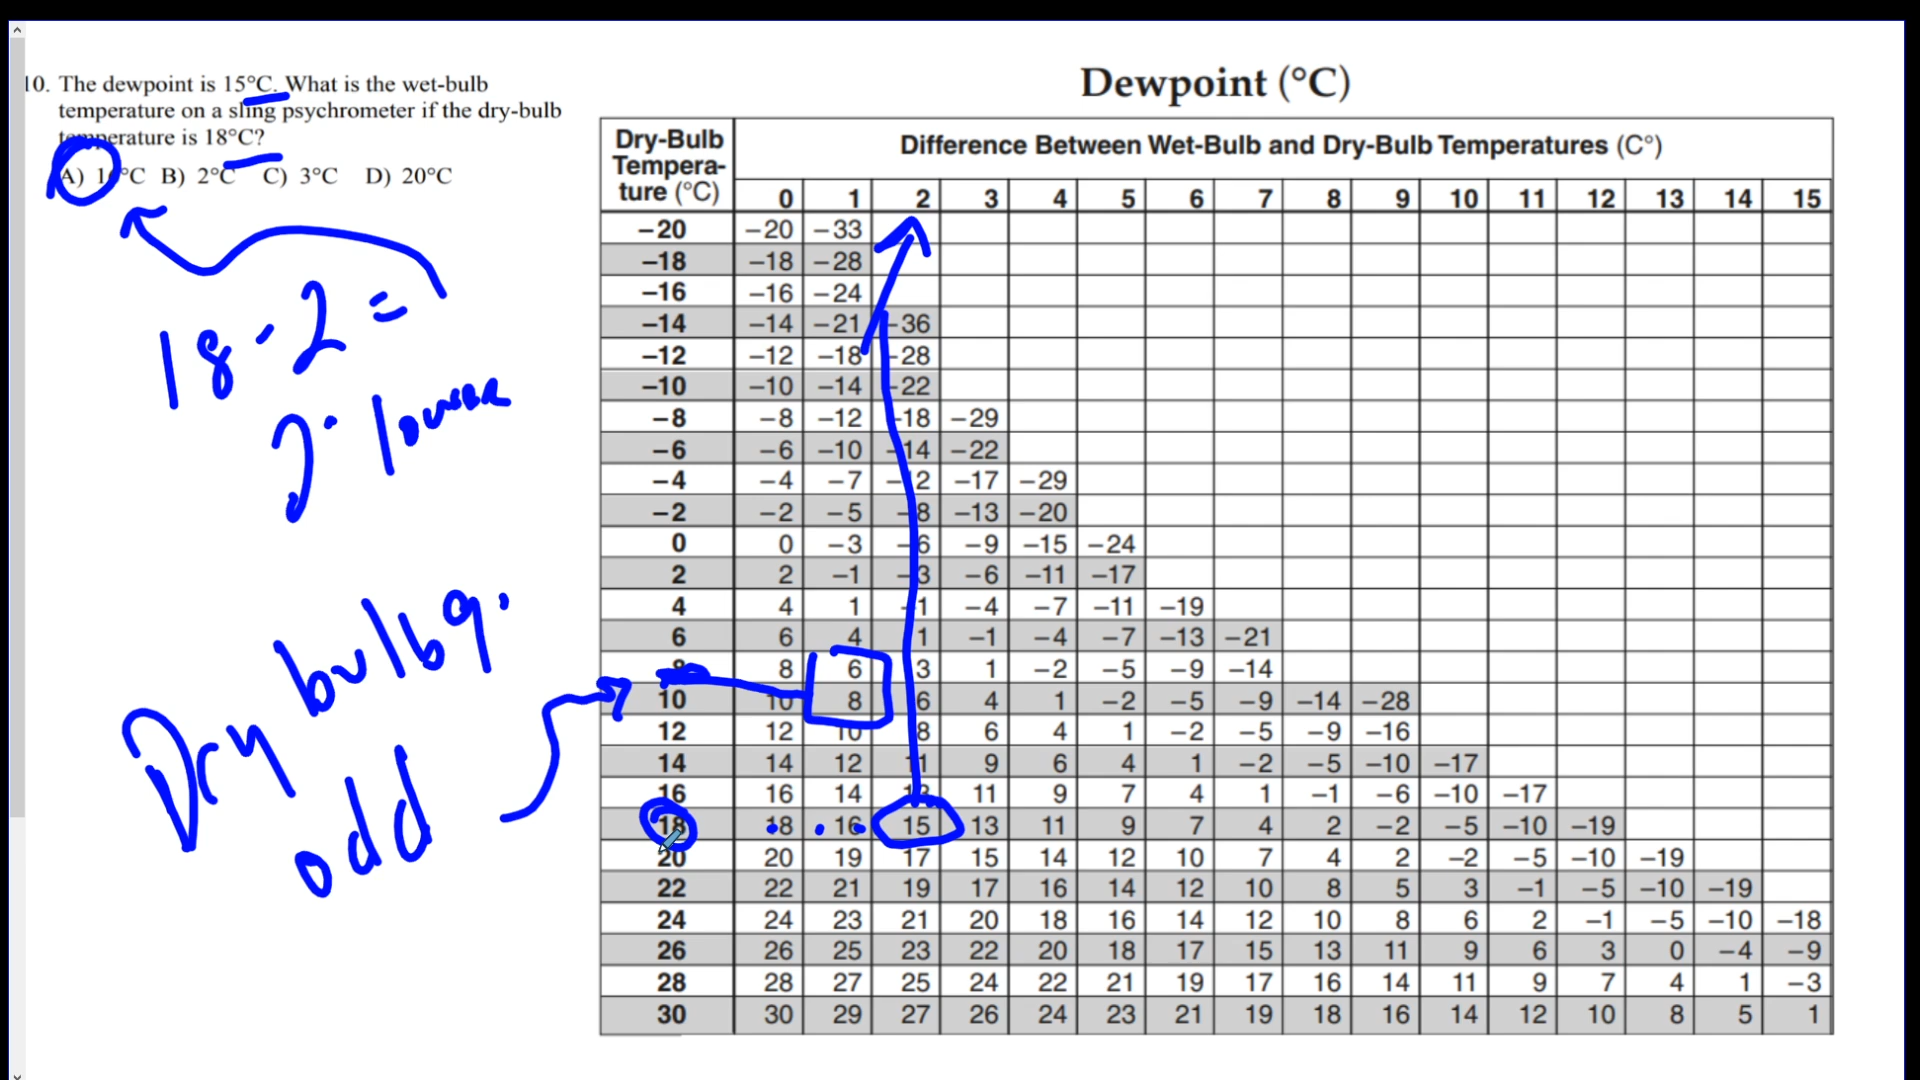 10. The dewpoint is 15°C. What is the wet-bulb
temperature on a sling psychrometer if the dry-bulb
temperature is 18°C?
A) 16°C B) 2°C C) 3°C D) 20°C
18 - 2 =
2° lower
Dry bulb 9°
odd
Dewpoint (°C)
Dry-Bulb Tempera- ture (°C)
Difference Between Wet-Bulb and Dry-Bulb Temperatures (C°)
0 1 2 3 4 5 6 7 8 9 10 11 12 13 14 15
−20 −20 −33
−18 −18 −28
−16 −16 −24
−14 −14 −21 −36
−12 −12 −18 −28
−10 −10 −14 −22
−8 −8 −12 −18 −29
−6 −6 −10 −14 −22
−4 −4 −7 −12 −17 −29
−2 −2 −5 −8 −13 −20
0 0 −3 −6 −9 −15 −24
2 2 −1 −3 −6 −11 −17
4 4 1 −1 −4 −7 −11 −19
6 6 4 1 −1 −4 −7 −13 −21
8 8 6 3 1 −2 −5 −9 −14
10 10 8 6 4 1 −2 −5 −9 −14 −28
12 12 10 8 6 4 1 −2 −5 −9 −16
14 14 12 11 9 6 4 1 −2 −5 −10 −17
16 16 14 13 11 9 7 4 1 −1 −6 −10 −17
18 18 16 15 13 11 9 7 4 2 −2 −5 −10 −19
20 20 19 17 15 14 12 10 7 4 2 −2 −5 −10 −19
22 22 21 19 17 16 14 12 10 8 5 3 −1 −5 −10 −19
24 24 23 21 20 18 16 14 12 10 8 6 2 −1 −5 −10 −18
26 26 25 23 22 20 18 17 15 13 11 9 6 3 0 −4 −9
28 28 27 25 24 22 21 19 17 16 14 11 9 7 4 1 −3
30 30 29 27 26 24 23 21 19 18 16 14 12 10 8 5 1